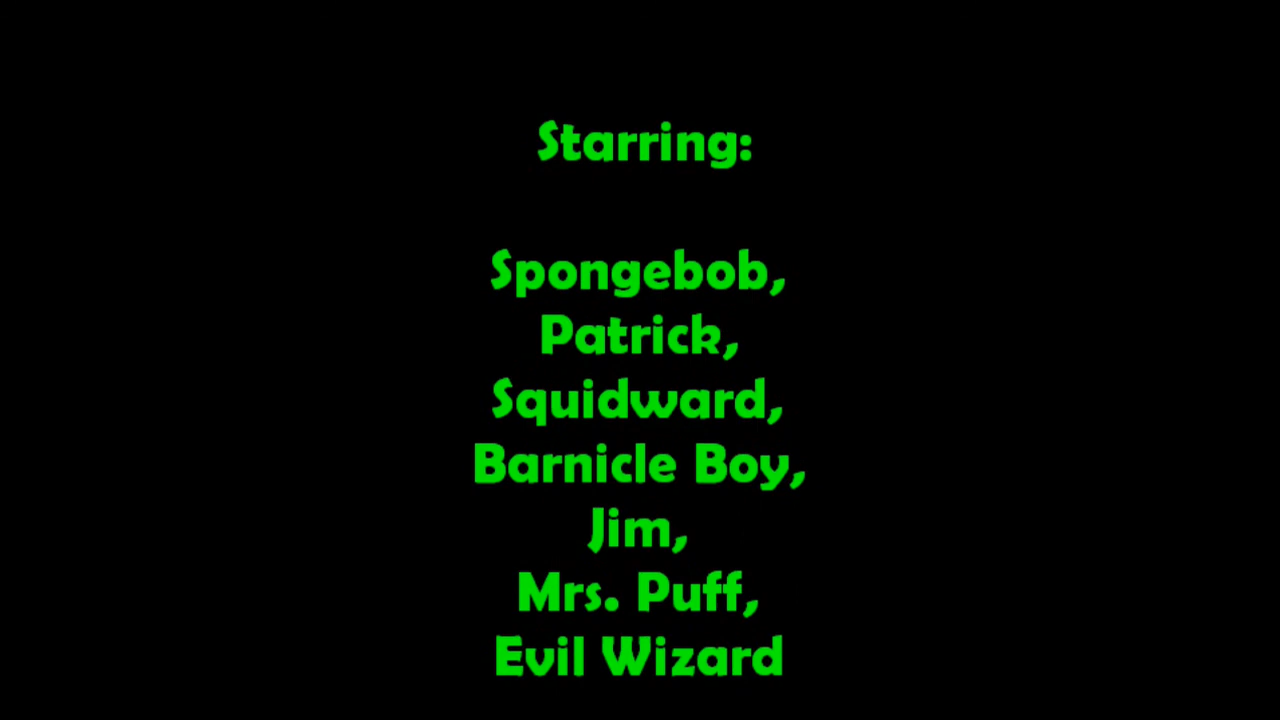 Starring:
Spongebob,
Patrick,
Squidward,
Barnicle Boy,
Jim,
Mrs. Puff,
Evil Wizard